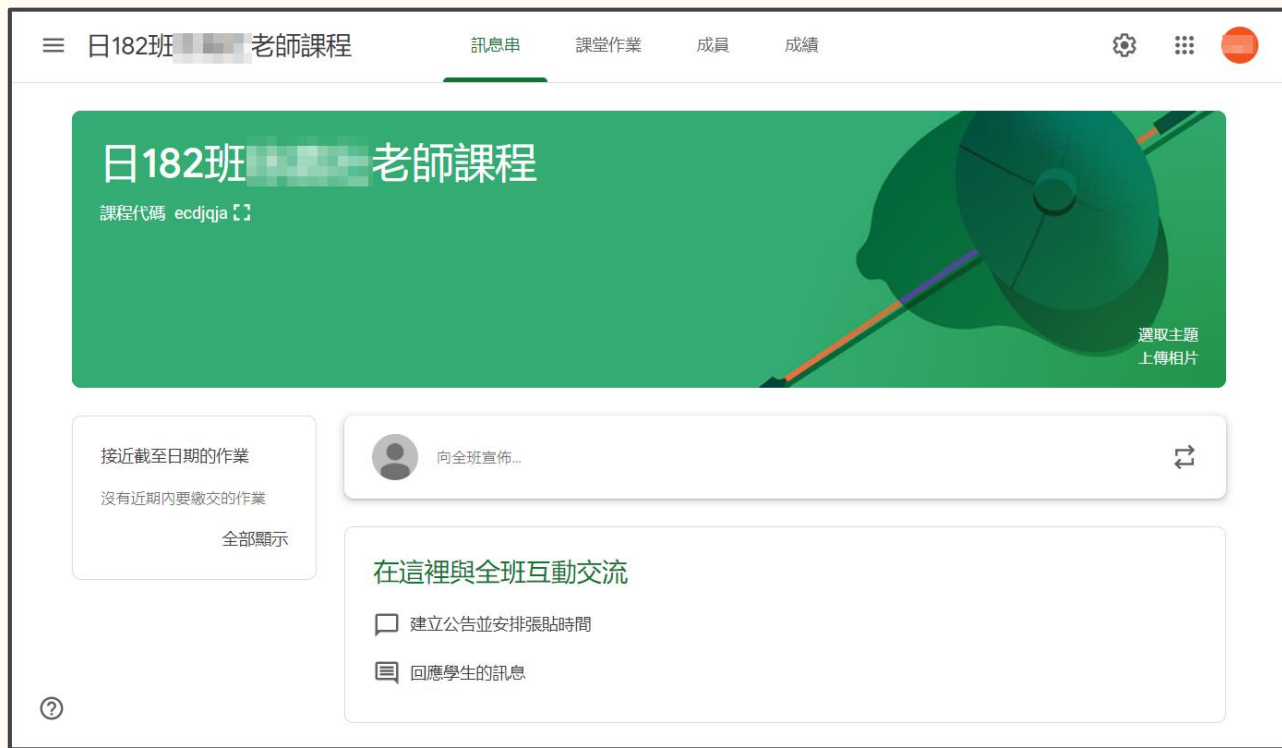 日182班 老師課程
訊息串 課堂作業 成員 成績
日182班 老師課程
課程代碼 ecdjqja
選取主題
上傳相片
接近截至日期的作業
沒有近期內要繳交的作業
全部顯示
向全班宣佈...
在這裡與全班互動交流
建立公告並安排張貼時間
回應學生的訊息